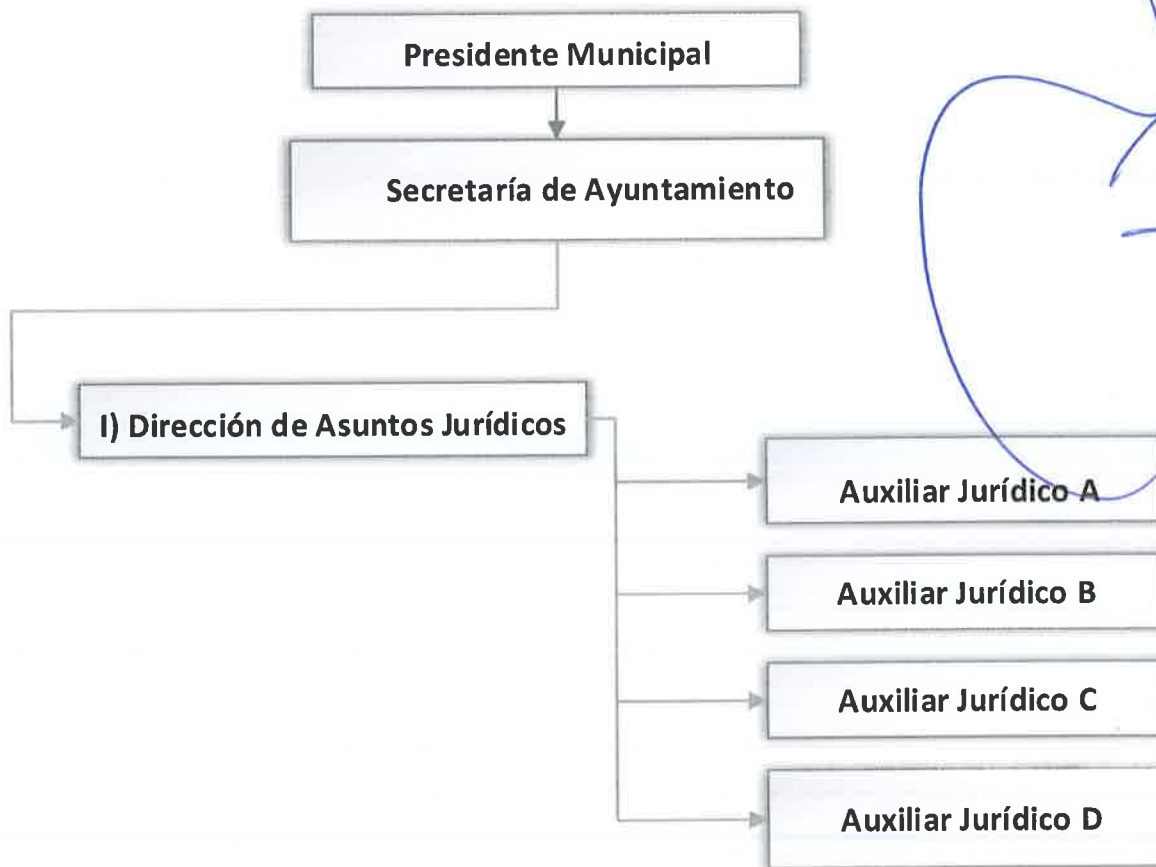 Presidente Municipal
Secretaría de Ayuntamiento
I) Dirección de Asuntos Jurídicos
Auxiliar Jurídico A
Auxiliar Jurídico B
Auxiliar Jurídico C
Auxiliar Jurídico D